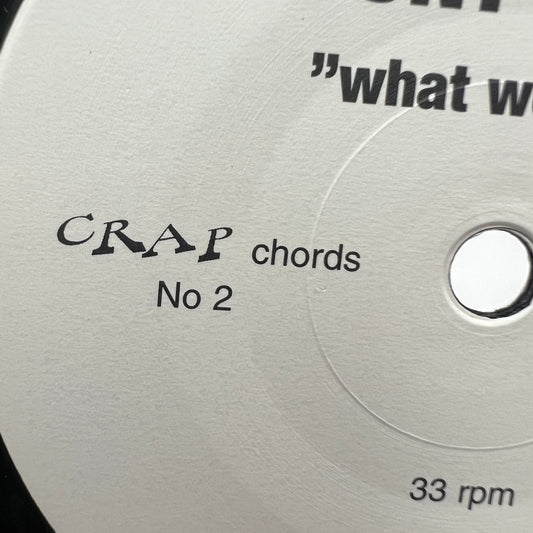 ”what
CRAP chords
No 2
33 rpm